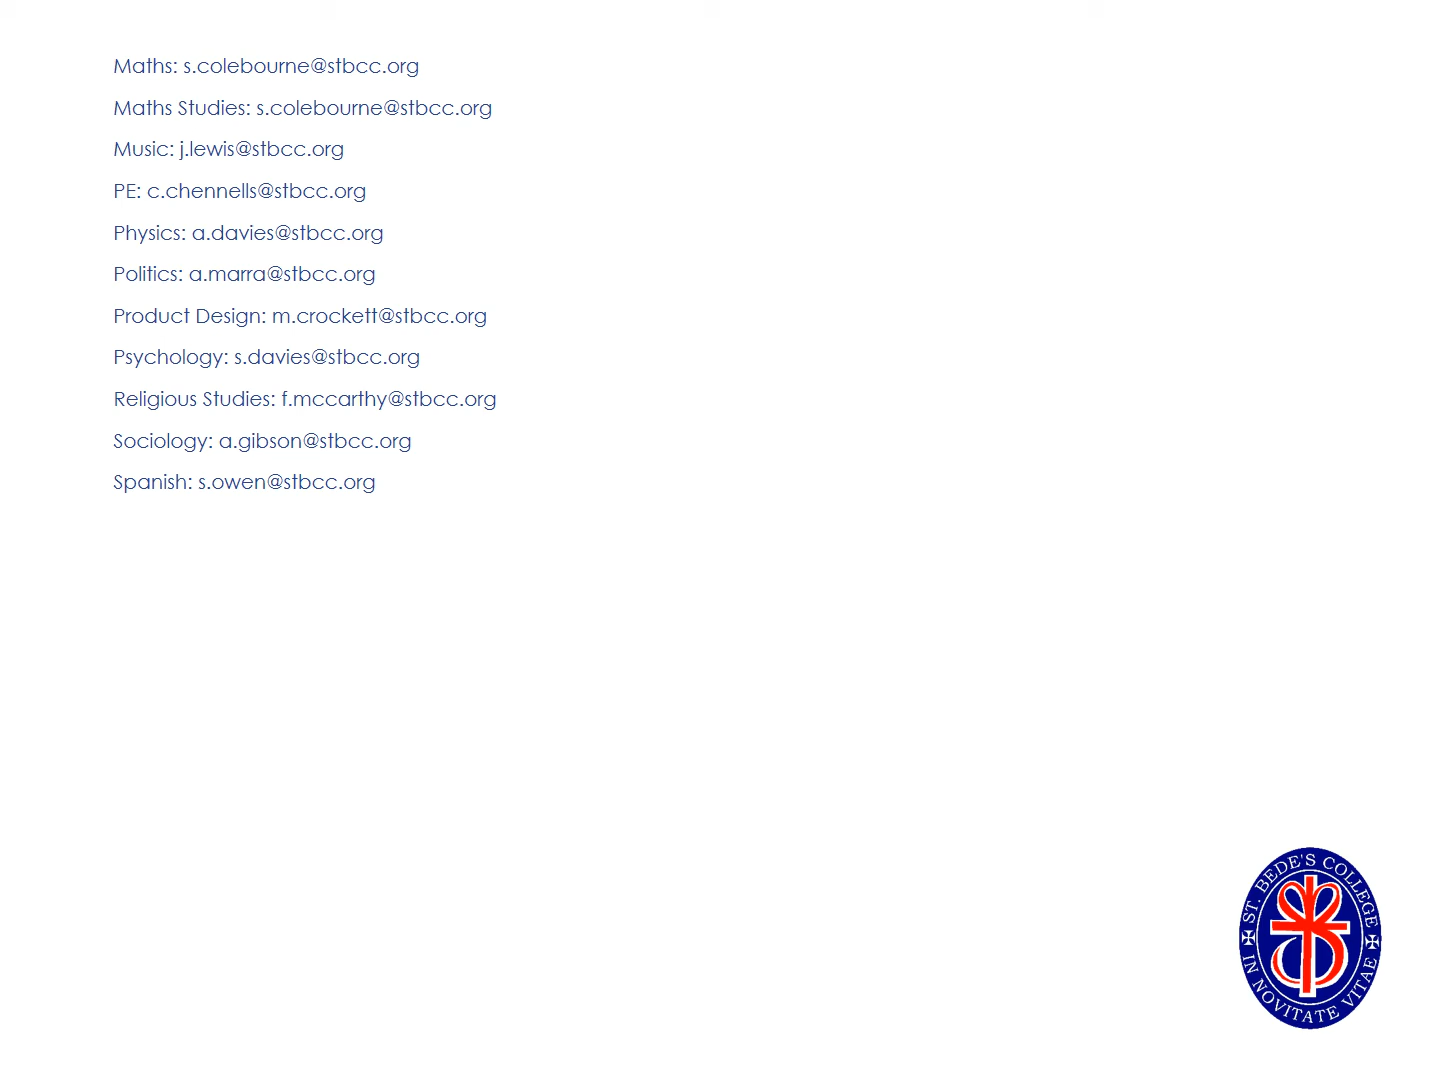 Maths: s.colebourne@stbcc.org
Maths Studies: s.colebourne@stbcc.org
Music: j.lewis@stbcc.org
PE: c.chennells@stbcc.org
Physics: a.davies@stbcc.org
Politics: a.marra@stbcc.org
Product Design: m.crockett@stbcc.org
Psychology: s.davies@stbcc.org
Religious Studies: f.mccarthy@stbcc.org
Sociology: a.gibson@stbcc.org
Spanish: s.owen@stbcc.org
ST. BEDE'S COLLEGE
IN NOVITATE VITAE